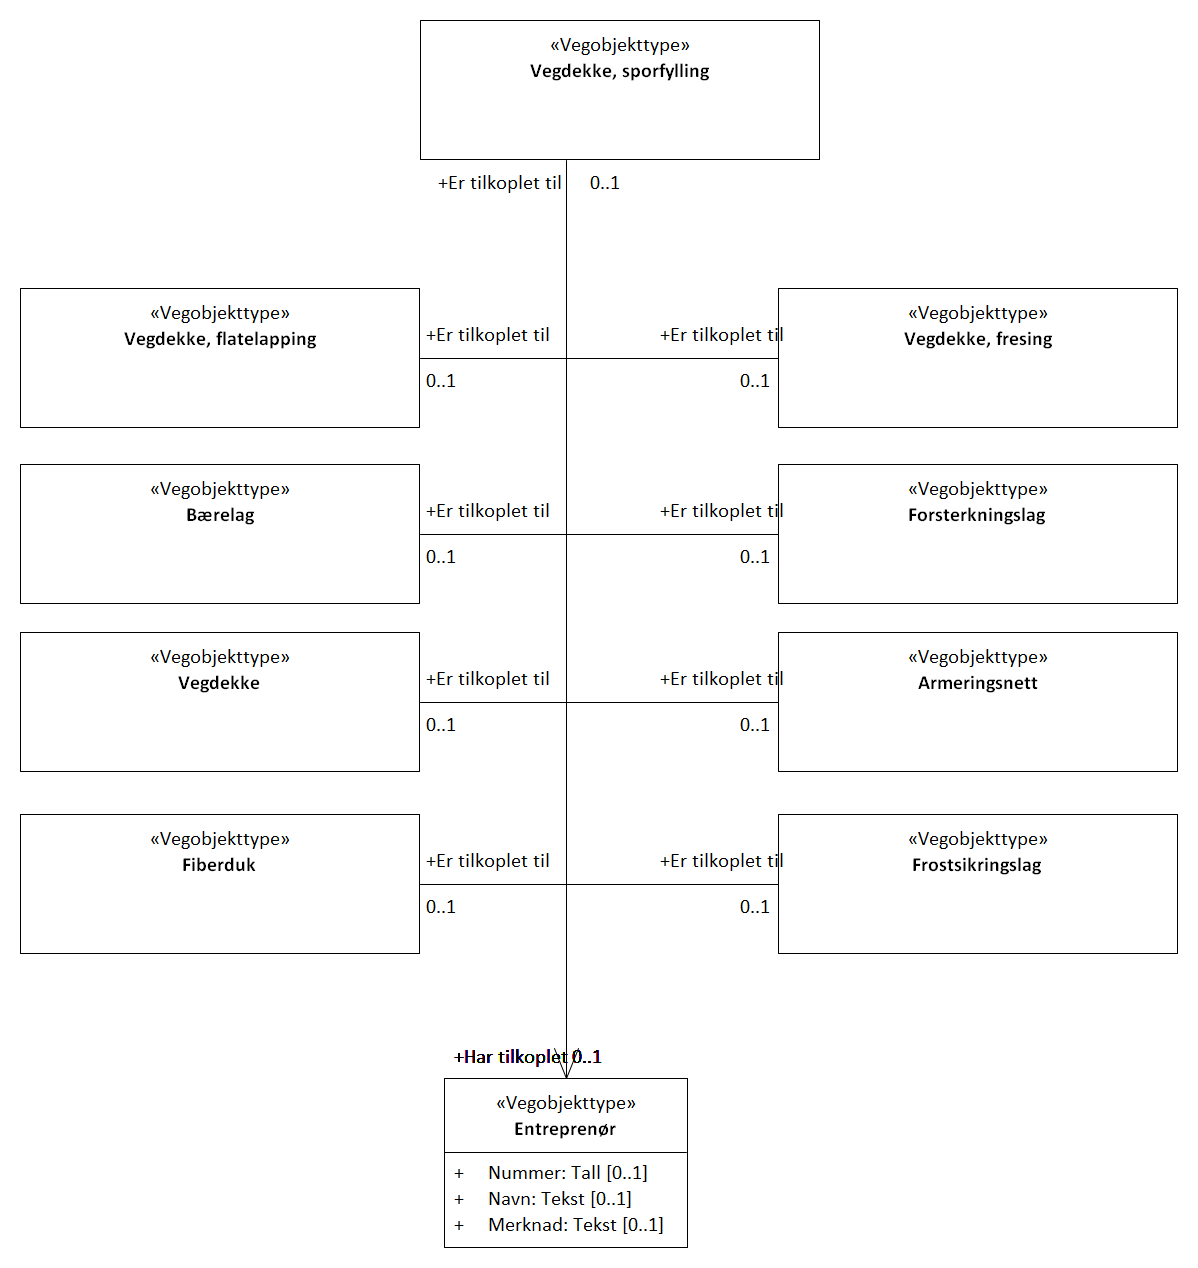 «Vegobjekttype»
Vegdekke, sporfylling
+Er tilkoplet til 0..1
«Vegobjekttype»
Vegdekke, flatelapping
+Er tilkoplet til
0..1
+Er tilkoplet til
0..1
«Vegobjekttype»
Vegdekke, fresing
«Vegobjekttype»
Bærelag
+Er tilkoplet til
0..1
+Er tilkoplet til
0..1
«Vegobjekttype»
Forsterkningslag
«Vegobjekttype»
Vegdekke
+Er tilkoplet til
0..1
+Er tilkoplet til
0..1
«Vegobjekttype»
Armeringsnett
«Vegobjekttype»
Fiberduk
+Er tilkoplet til
0..1
+Er tilkoplet til
0..1
«Vegobjekttype»
Frostsikringslag
+Har tilkoplet 0..1
«Vegobjekttype»
Entreprenør
+ Nummer: Tall [0..1]
+ Navn: Tekst [0..1]
+ Merknad: Tekst [0..1]